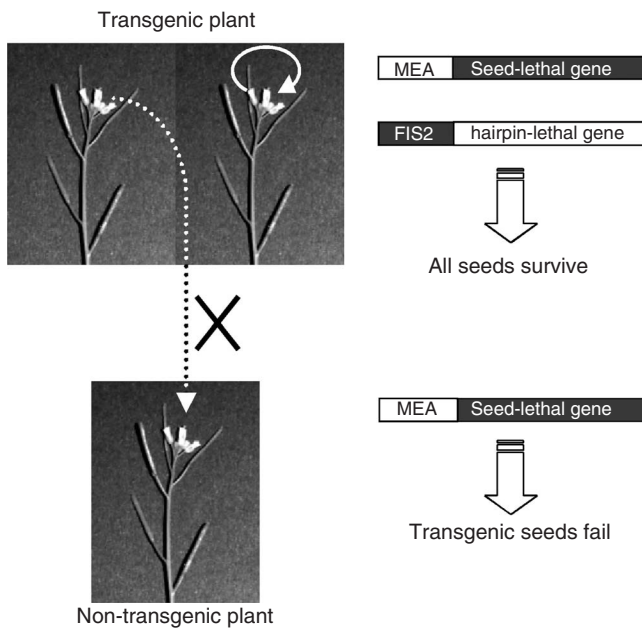 Transgenic plant
MEA Seed-lethal gene
FIS2 hairpin-lethal gene
All seeds survive
MEA Seed-lethal gene
Transgenic seeds fail
Non-transgenic plant